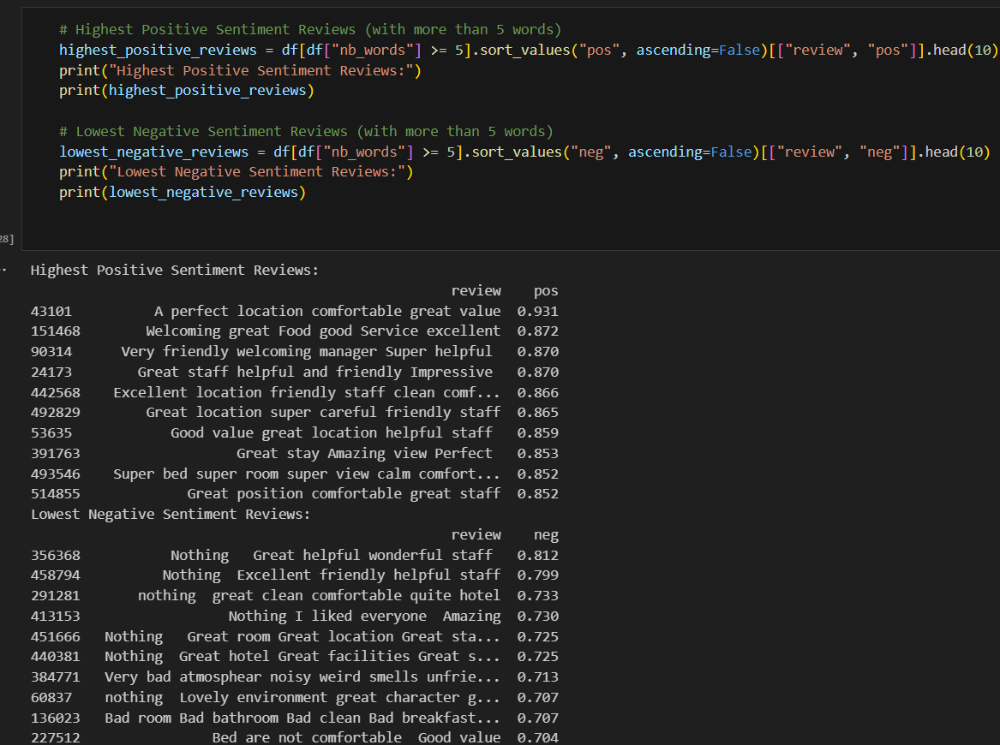 # Highest Positive Sentiment Reviews (with more than 5 words)
highest_positive_reviews = df[df["nb_words"] >= 5].sort_values("pos", ascending=False)[["review", "pos"]].head(10)
print("Highest Positive Sentiment Reviews:")
print(highest_positive_reviews)
# Lowest Negative Sentiment Reviews (with more than 5 words)
lowest_negative_reviews = df[df["nb_words"] >= 5].sort_values("neg", ascending=False)[["review", "neg"]].head(10)
print("Lowest Negative Sentiment Reviews:")
print(lowest_negative_reviews)
28]
Highest Positive Sentiment Reviews:
review pos
43101 A perfect location comfortable great value 0.931
151468 Welcoming great Food good Service excellent 0.872
90314 Very friendly welcoming manager Super helpful 0.870
24173 Great staff helpful and friendly Impressive 0.870
442568 Excellent location friendly staff clean comf... 0.866
492829 Great location super careful friendly staff 0.865
53635 Good value great location helpful staff 0.859
391763 Great stay Amazing view Perfect 0.853
493546 Super bed super room super view calm comfort... 0.852
514855 Great position comfortable great staff 0.852
Lowest Negative Sentiment Reviews:
review neg
356368 Nothing Great helpful wonderful staff 0.812
458794 Nothing Excellent friendly helpful staff 0.799
291281 nothing great clean comfortable quite hotel 0.733
413153 Nothing I liked everyone Amazing 0.730
451666 Nothing Great room Great location Great sta... 0.725
440381 Nothing Great hotel Great facilities Great s... 0.725
384771 Very bad atmosphear noisy weird smells unfrie... 0.713
60837 nothing Lovely environment great character g... 0.707
136023 Bad room Bad bathroom Bad clean Bad breakfast... 0.707
227512 Bed are not comfortable Good value 0.704